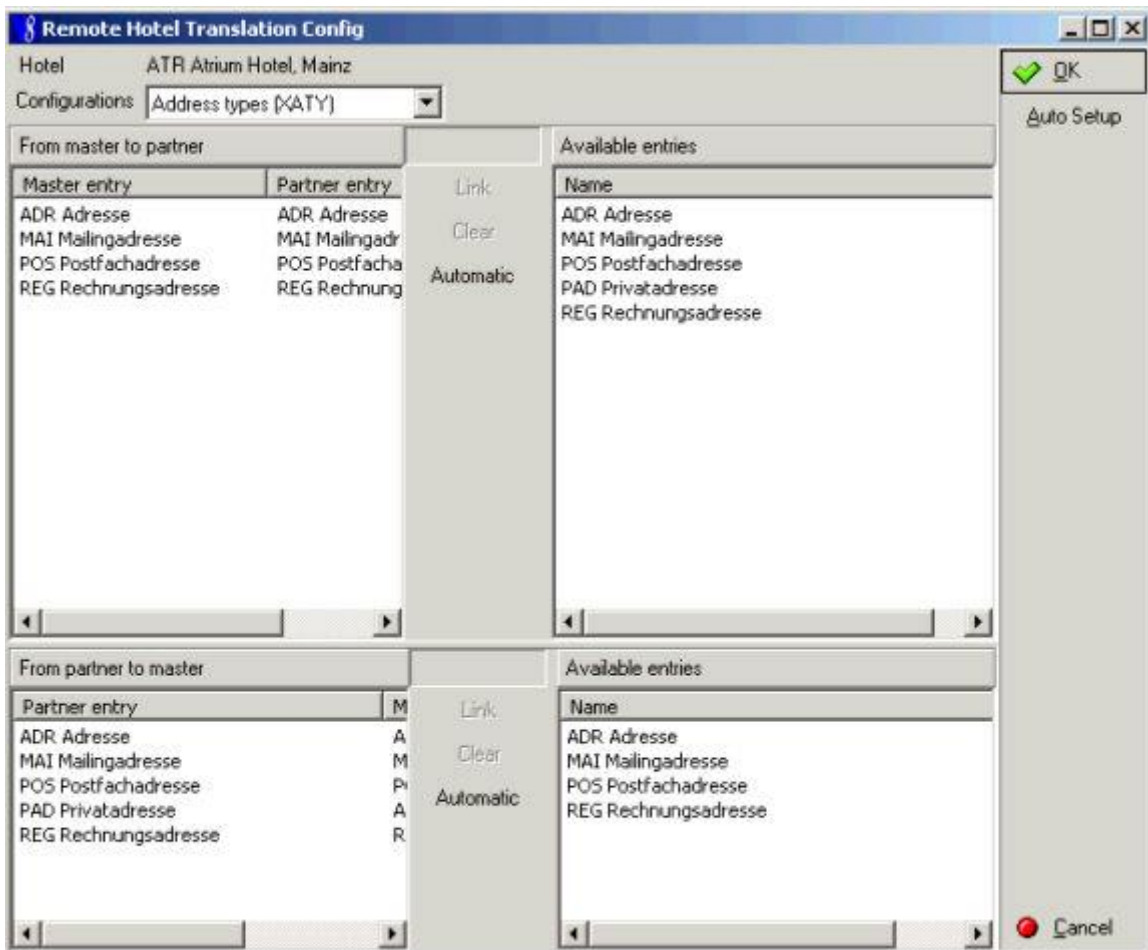 Remote Hotel Translation Config
Hotel ATR Atrium Hotel, Mainz
Configurations Address types (XATY)
OK
Auto Setup
From master to partner
Available entries
Master entry Partner entry
ADR Adresse ADR Adresse
MAI Mailingadresse MAI Mailingadr
POS Postfachadresse POS Postfacha
REG Rechnungsadresse REG Rechnung
Link
Clear
Automatic
Name
ADR Adresse
MAI Mailingadresse
POS Postfachadresse
PAD Privatadresse
REG Rechnungsadresse
From partner to master
Available entries
Partner entry M
ADR Adresse A
MAI Mailingadresse M
POS Postfachadresse P
PAD Privatadresse A
REG Rechnungsadresse R
Link
Clear
Automatic
Name
ADR Adresse
MAI Mailingadresse
POS Postfachadresse
REG Rechnungsadresse
Cancel